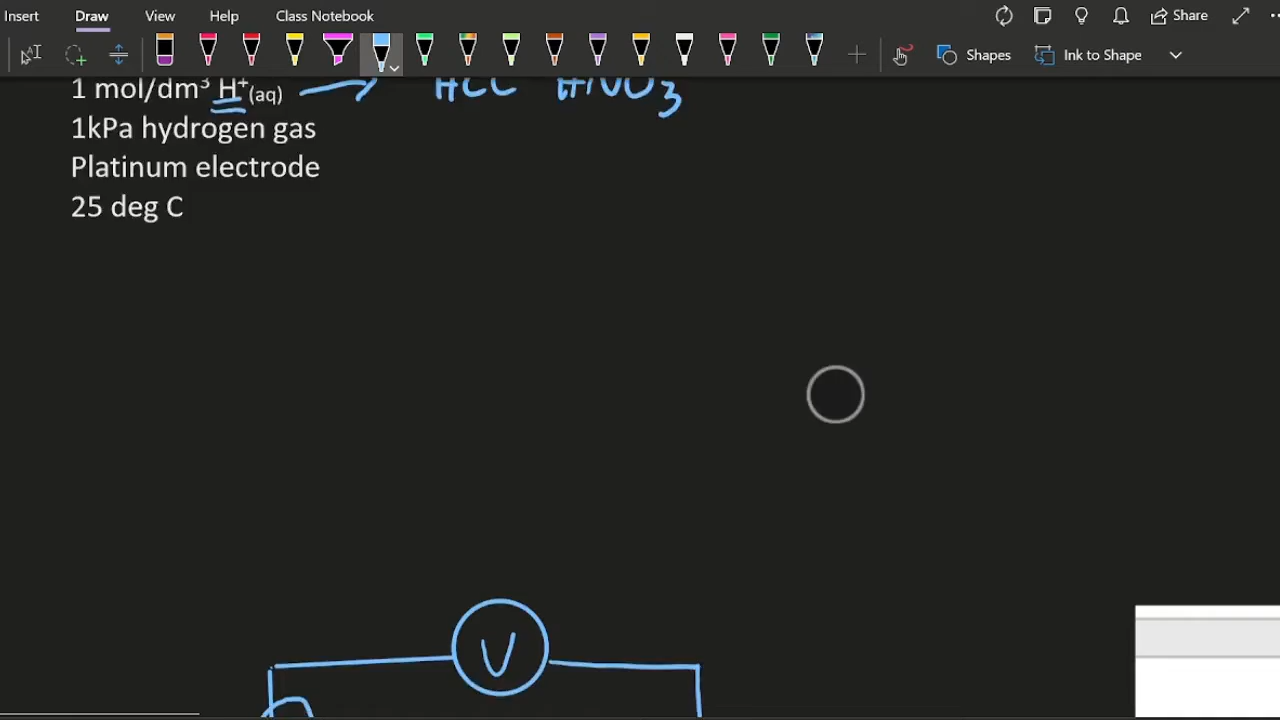 Insert Draw View Help Class Notebook Share
Shapes Ink to Shape
1 mol/dm³ H⁺(aq) → HCl HNO₃
1kPa hydrogen gas
Platinum electrode
25 deg C
V